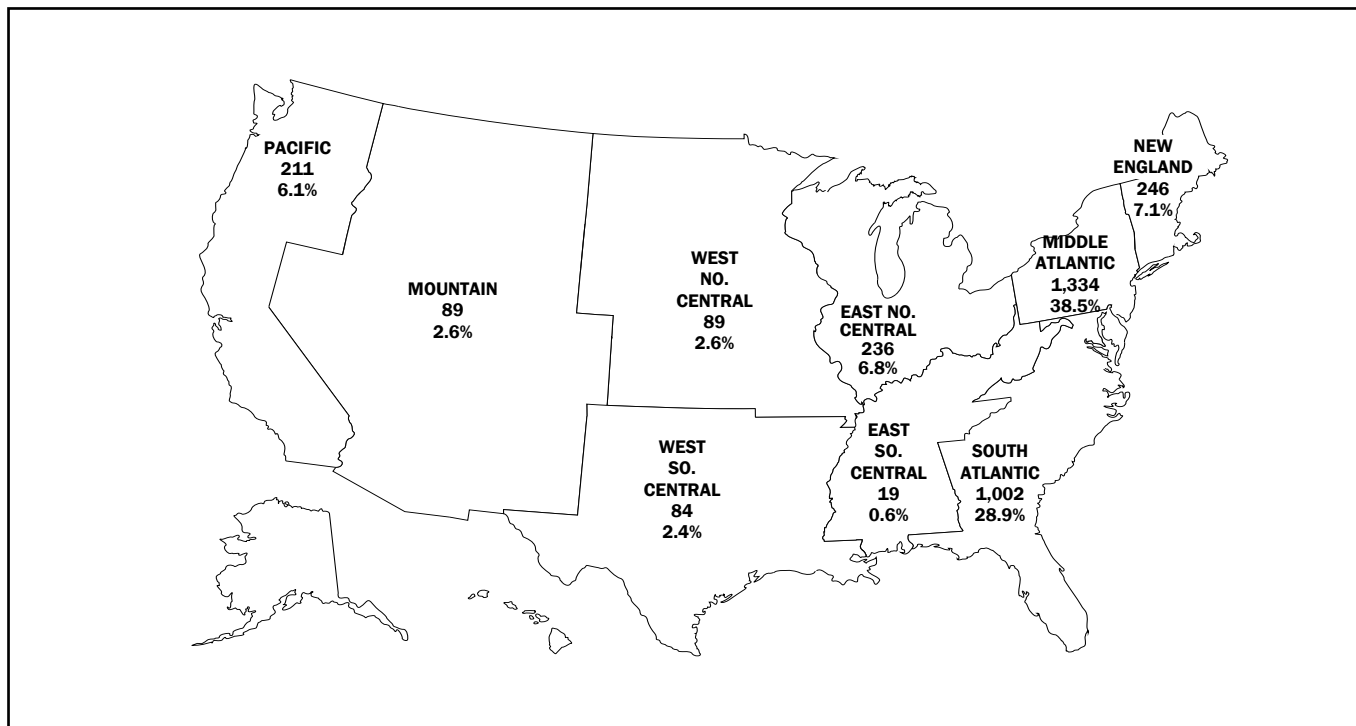 PACIFIC
211
6.1%
MOUNTAIN
89
2.6%
WEST
NO.
CENTRAL
89
2.6%
WEST
SO.
CENTRAL
84
2.4%
EAST NO.
CENTRAL
236
6.8%
EAST
SO.
CENTRAL
19
0.6%
SOUTH
ATLANTIC
1,002
28.9%
MIDDLE
ATLANTIC
1,334
38.5%
NEW
ENGLAND
246
7.1%